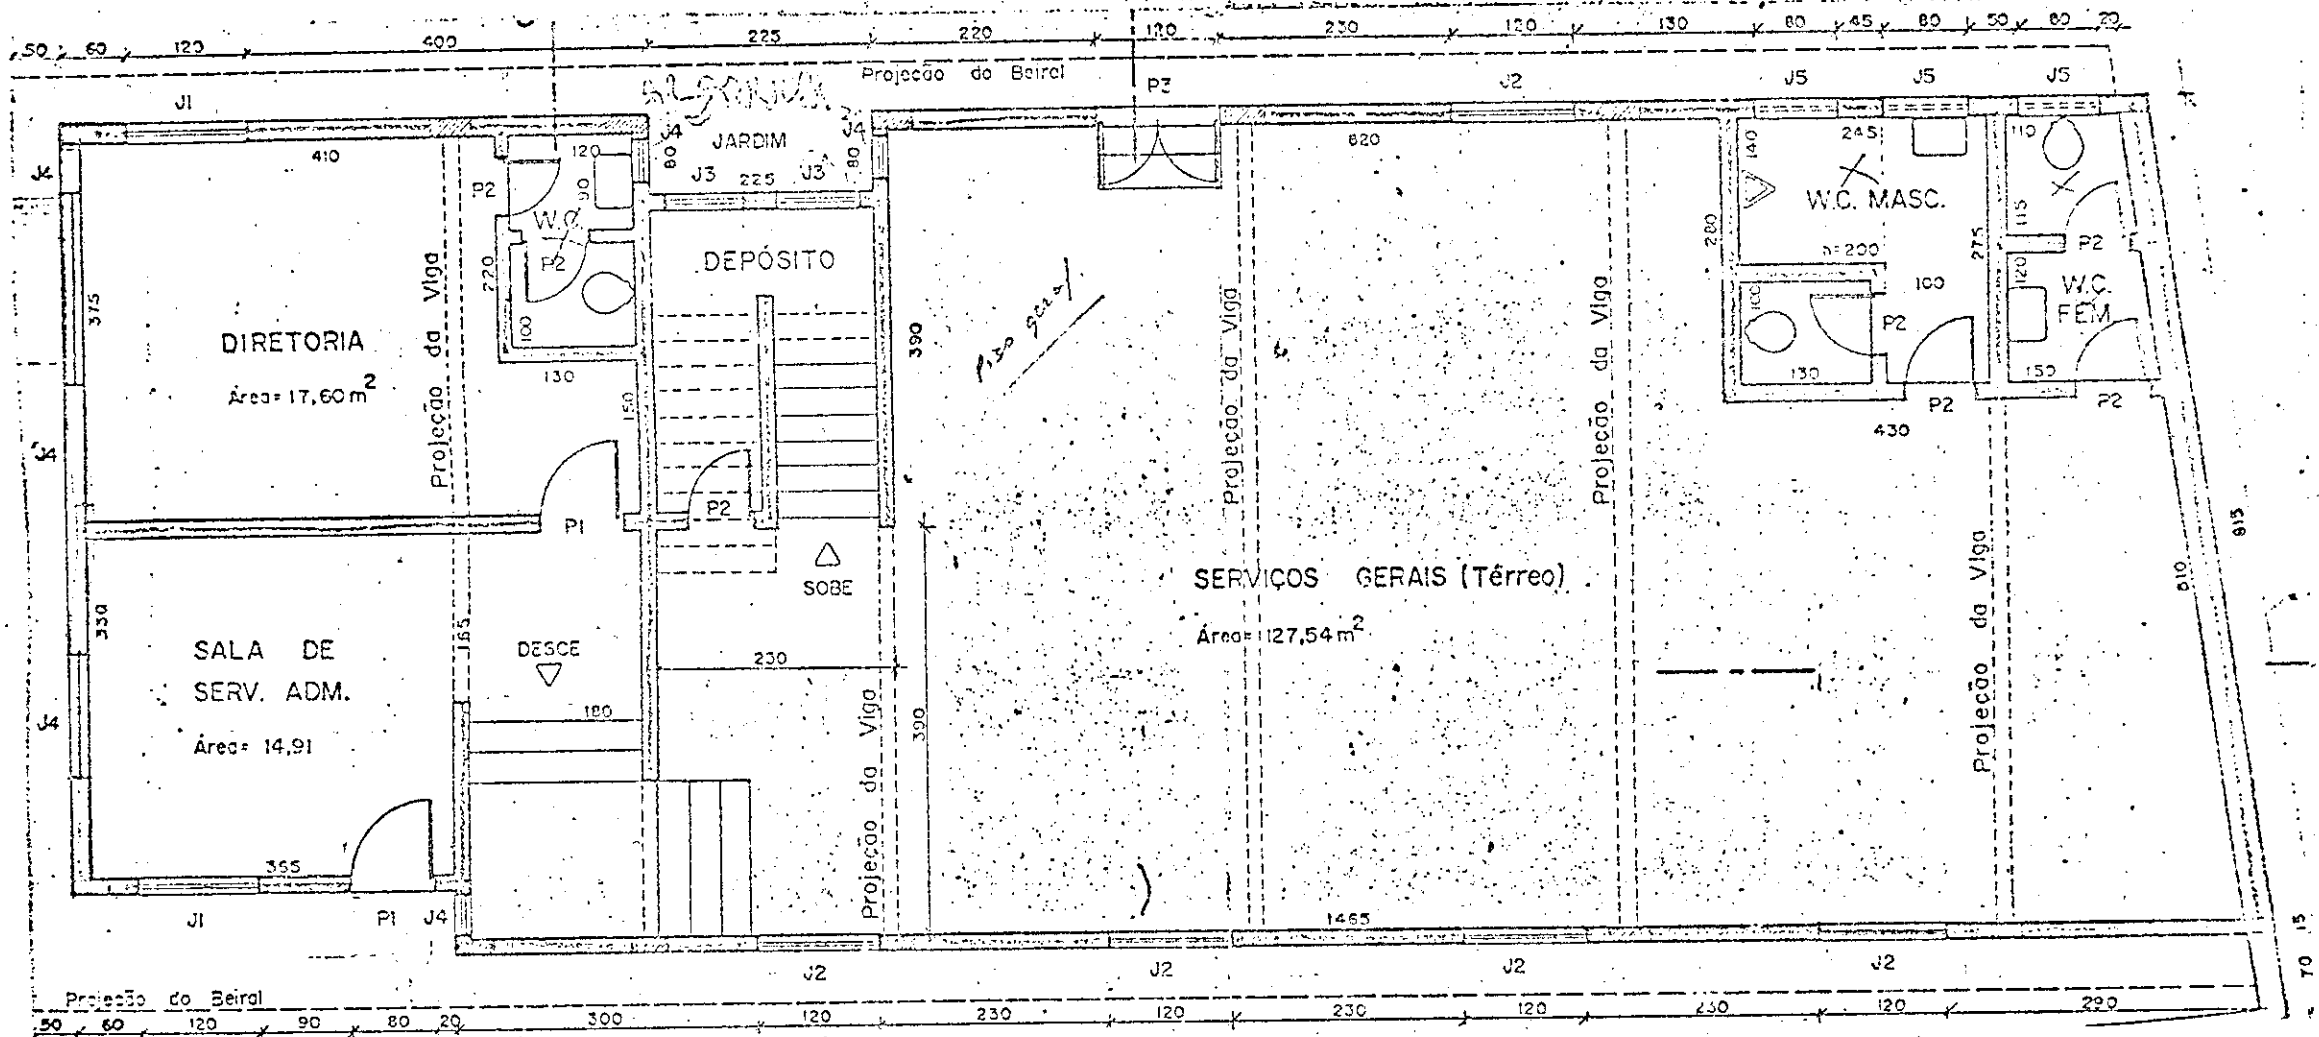 50 60 120 400 225 220 120 230 120 130 80 45 80 50 80 20
Projeção do Beiral
J1 P3 J2 J5 J5 J5
J4 J4
JARDIM
80 80
J3 225 J3
410 120 820 140 245 110
J4 P2 90
W.C.
P2
220
100
130
150
DEPÓSITO
W.C. MASC.
h=200
280 275 115
100
P2
120
W.C.
FEM.
100
P2
130 150
P2 P2
430
375
DIRETORIA
Área= 17,60 m²
Projeção da Viga
390
Piso geral
Projeção da Viga
Projeção da Viga
J4
P1 P2
SOBE
SERVIÇOS GERAIS (Térreo)
Área= 127,54 m²
Projeção da Viga
815
810
330
SALA DE
SERV. ADM.
Área= 14,91
165
DESCE
230
180
J4
Projeção da Viga
390
365
1465
J1 P1 J4
J2 J2 J2 J2
15
70
Projeção do Beiral
50 60 120 90 80 20 300 120 230 120 230 120 230 120 290